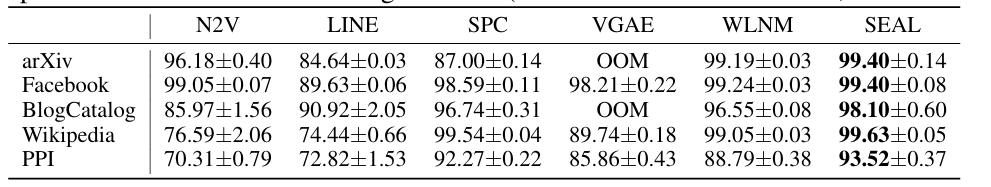 N2V LINE SPC VGAE WLNM SEAL
arXiv 96.18±0.40 84.64±0.03 87.00±0.14 OOM 99.19±0.03 99.40±0.14
Facebook 99.05±0.07 89.63±0.06 98.59±0.11 98.21±0.22 99.24±0.03 99.40±0.08
BlogCatalog 85.97±1.56 90.92±2.05 96.74±0.31 OOM 96.55±0.08 98.10±0.60
Wikipedia 76.59±2.06 74.44±0.66 99.54±0.04 89.74±0.18 99.05±0.03 99.63±0.05
PPI 70.31±0.79 72.82±1.53 92.27±0.22 85.86±0.43 88.79±0.38 93.52±0.37